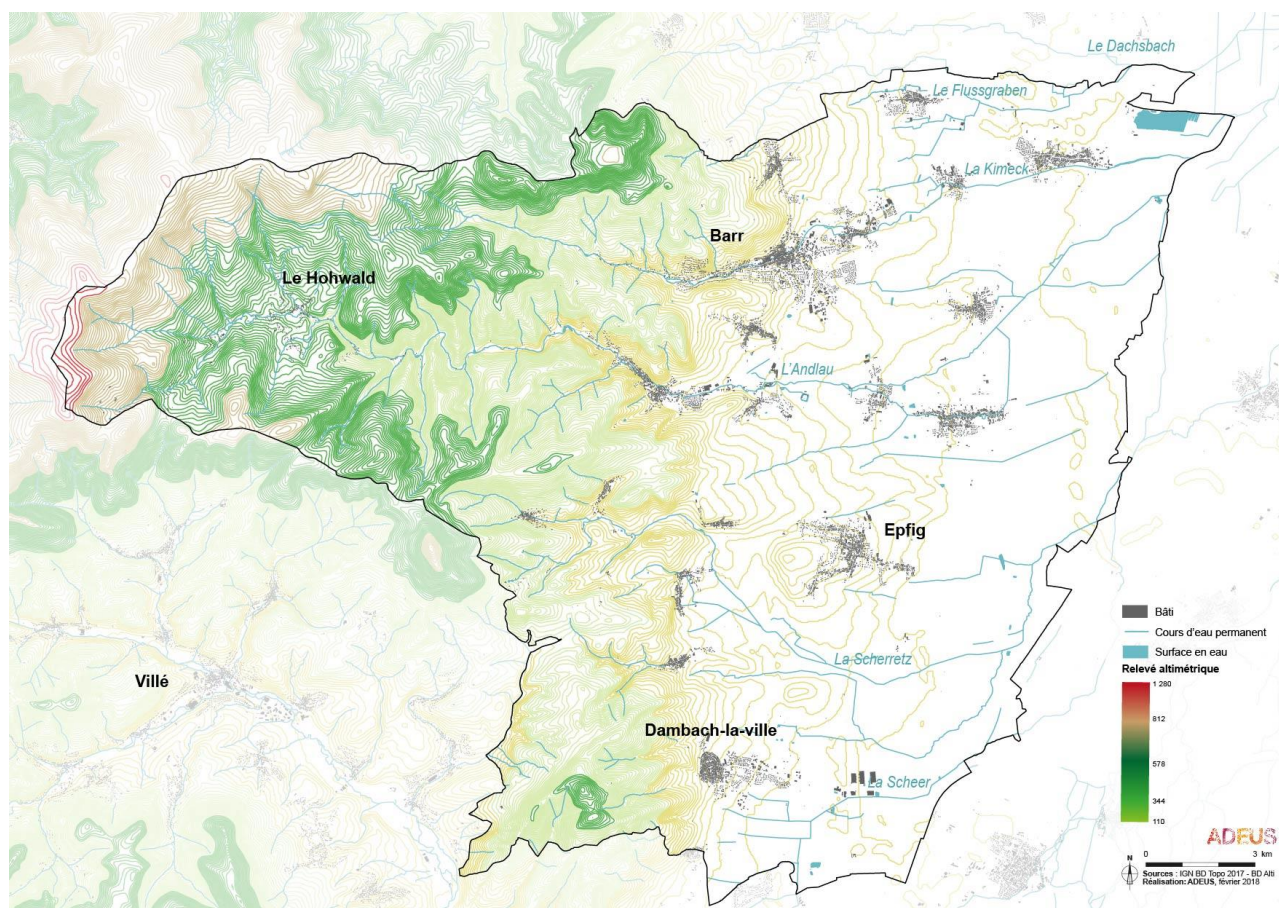 Le Dachsbach
Le Flussgraben
La Kimeck
Barr
Le Hohwald
L'Andlau
Epfig
La Scherretz
Villé
Dambach-la-ville
La Scheer
Bâti
Cours d'eau permanent
Surface en eau
Relevé altimétrique
1 280
812
578
344
110
ADEUS
0 3 km
N
Sources : IGN BD Topo 2017 - BD Alti
Réalisation: ADEUS, février 2018